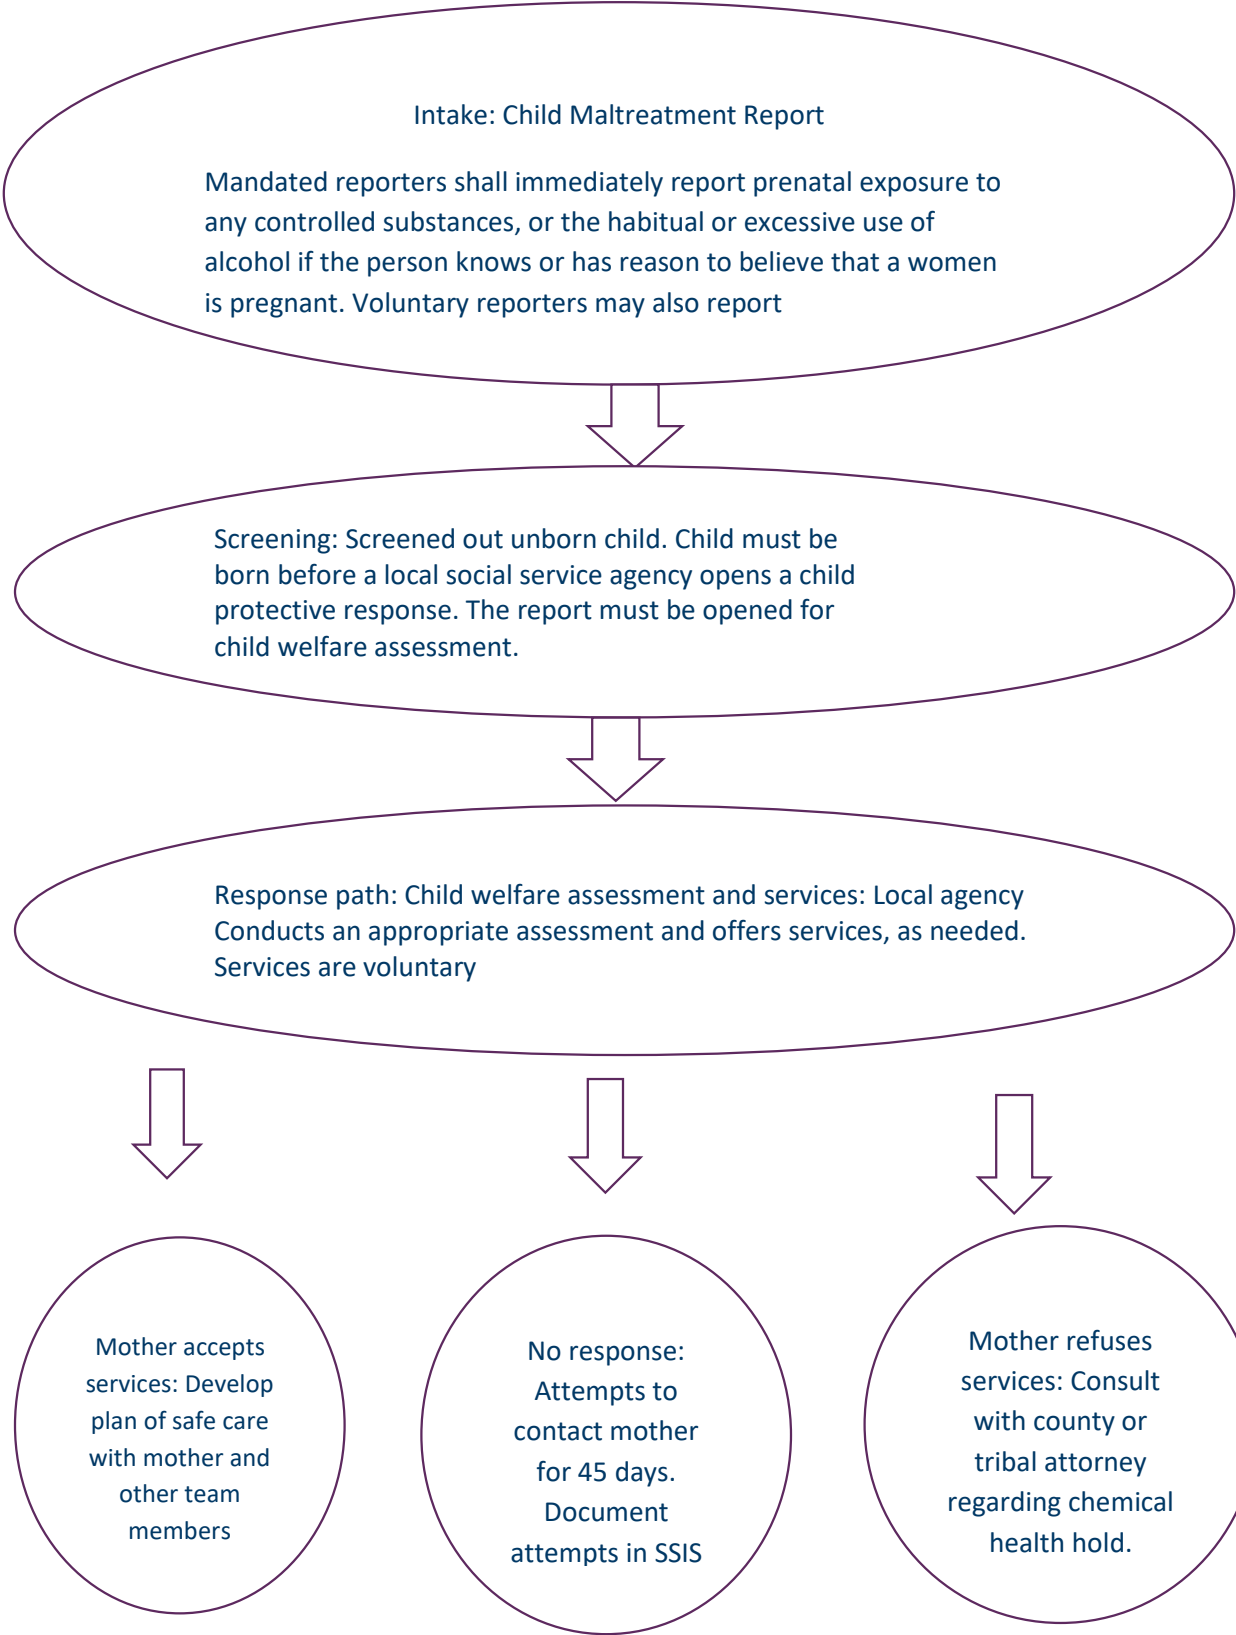 Intake: Child Maltreatment Report
Mandated reporters shall immediately report prenatal exposure to
any controlled substances, or the habitual or excessive use of
alcohol if the person knows or has reason to believe that a women
is pregnant. Voluntary reporters may also report
Screening: Screened out unborn child. Child must be
born before a local social service agency opens a child
protective response. The report must be opened for
child welfare assessment.
Response path: Child welfare assessment and services: Local agency
Conducts an appropriate assessment and offers services, as needed.
Services are voluntary
Mother accepts
services: Develop
plan of safe care
with mother and
other team
members
No response:
Attempts to
contact mother
for 45 days.
Document
attempts in SSIS
Mother refuses
services: Consult
with county or
tribal attorney
regarding chemical
health hold.